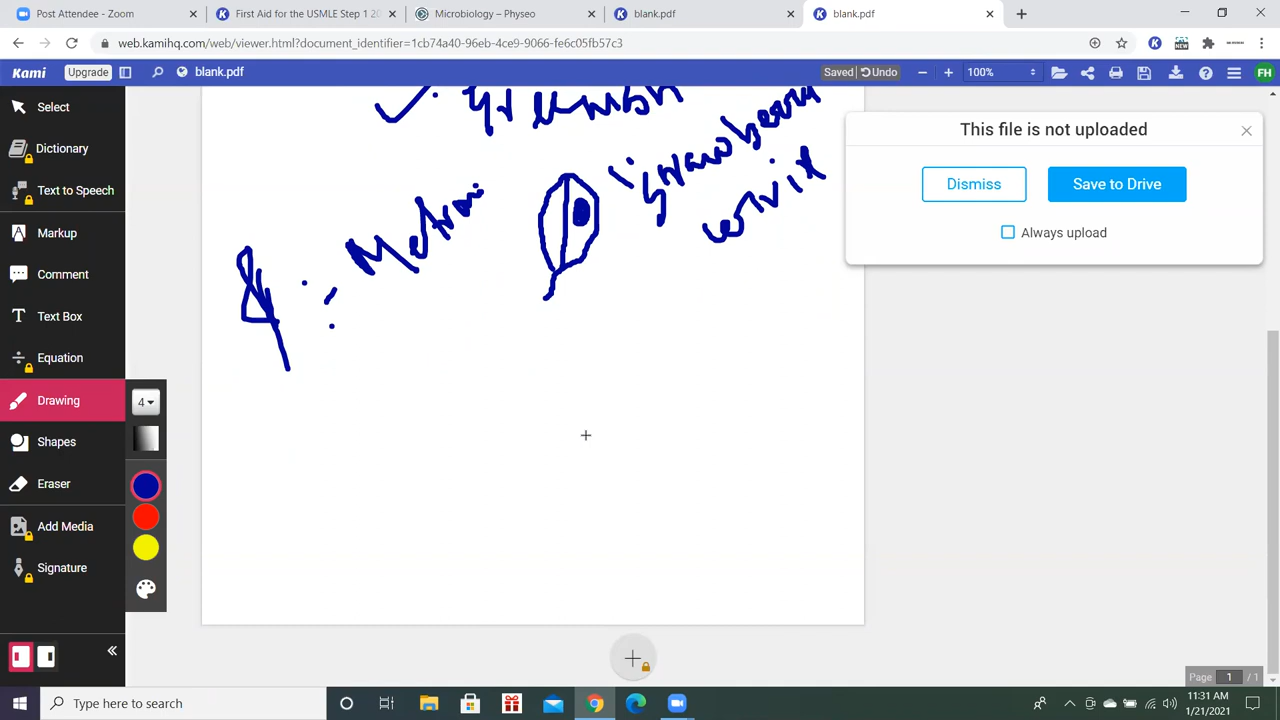 Post Attendee - Zoom
First Aid for the USMLE Step 1 20
Microbiology – Physeo
blank.pdf
blank.pdf
web.kamihq.com/web/viewer.html?document_identifier=1cb74a40-96eb-4ce9-9066-fe6c05fb57c3
NEW
Kami
Upgrade
blank.pdf
Saved
Undo
100%
FH
Select
Dictionary
Text to Speech
Markup
Comment
Text Box
Equation
Drawing
Shapes
Eraser
Add Media
Signature
4
This file is not uploaded
Dismiss
Save to Drive
Always upload
Metroni
Page 1 / 1
Type here to search
11:31 AM
1/21/2021